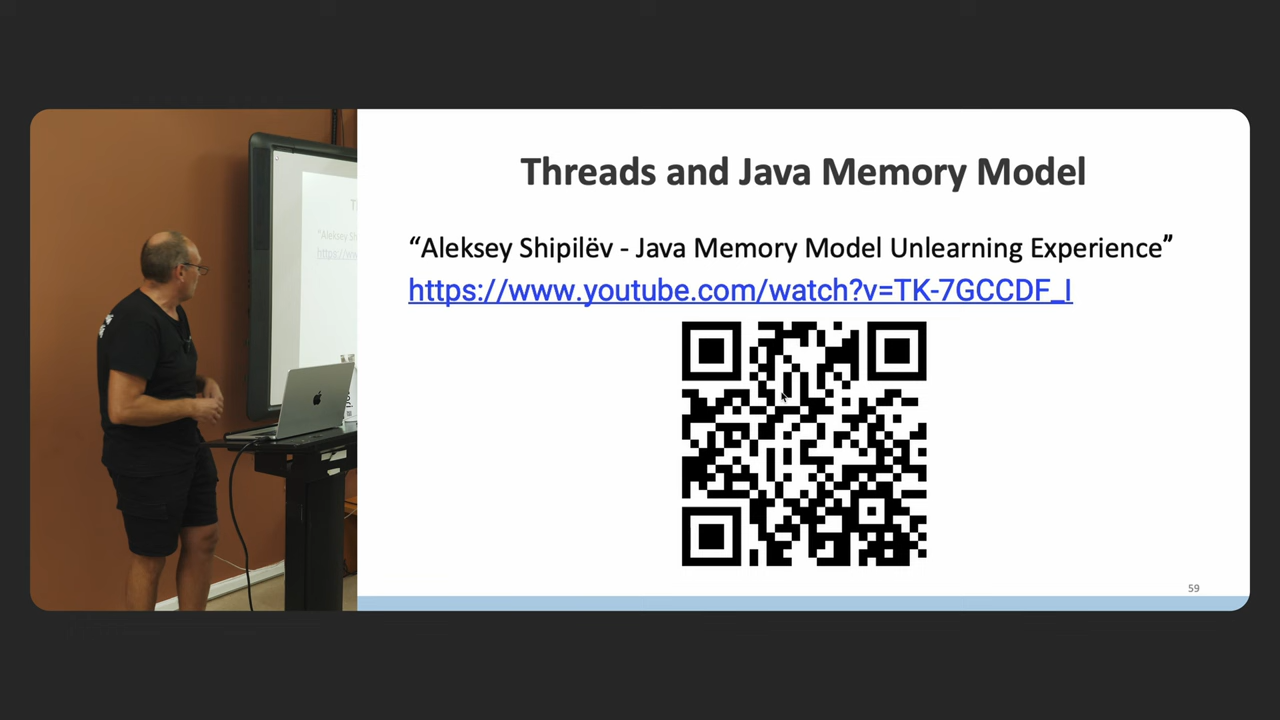 Threads and Java Memory Model
“Aleksey Shipilëv - Java Memory Model Unlearning Experience”
https://www.youtube.com/watch?v=TK-7GCCDF_I
59